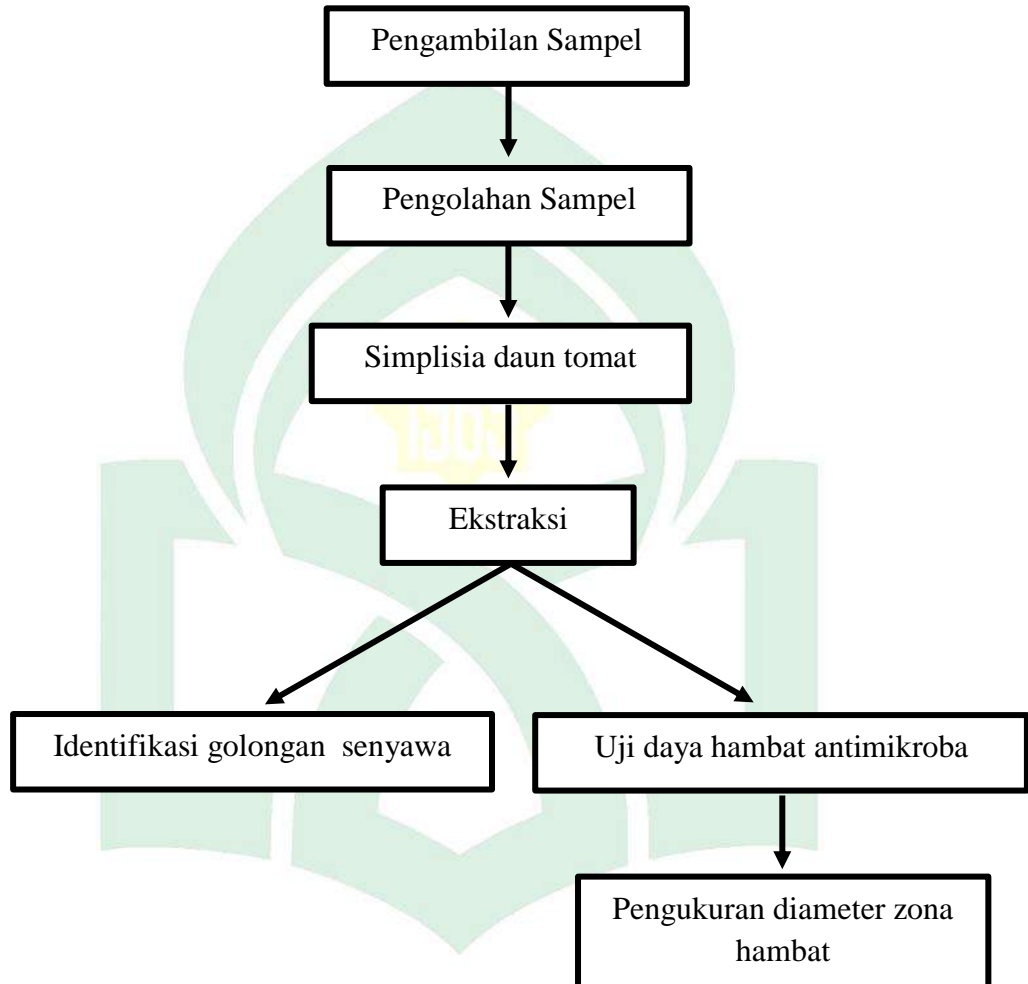 Pengambilan Sampel
Pengolahan Sampel
Simplisia daun tomat
1303
Ekstraksi
Identifikasi golongan senyawa
Uji daya hambat antimikroba
Pengukuran diameter zona
hambat